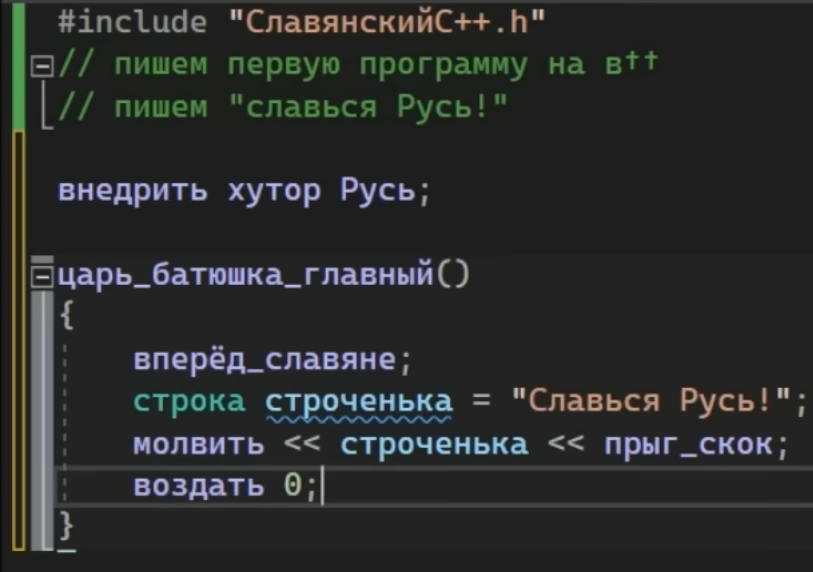 #include "СлавянскийС++.h"
// пишем первую программу на в††
// пишем "славься Русь!"
внедрить хутор Русь;
царь_батюшка_главный()
{
вперёд_славяне;
строка строченька = "Славься Русь!";
молвить << строченька << прыг_скок;
воздать 0;
}